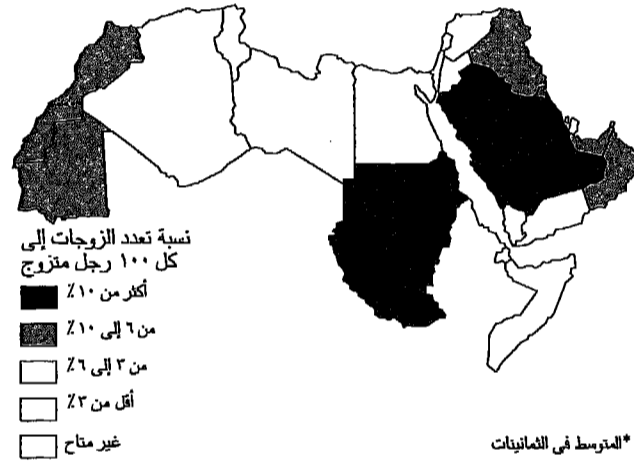 نسبة تعدد الزوجات إلى
كل ١٠٠ رجل متزوج
أكثر من ١٠٪
من ٦ إلى ١٠٪
من ٣ إلى ٦٪
أقل من ٣٪
غير متاح
*المتوسط فى الثمانينات